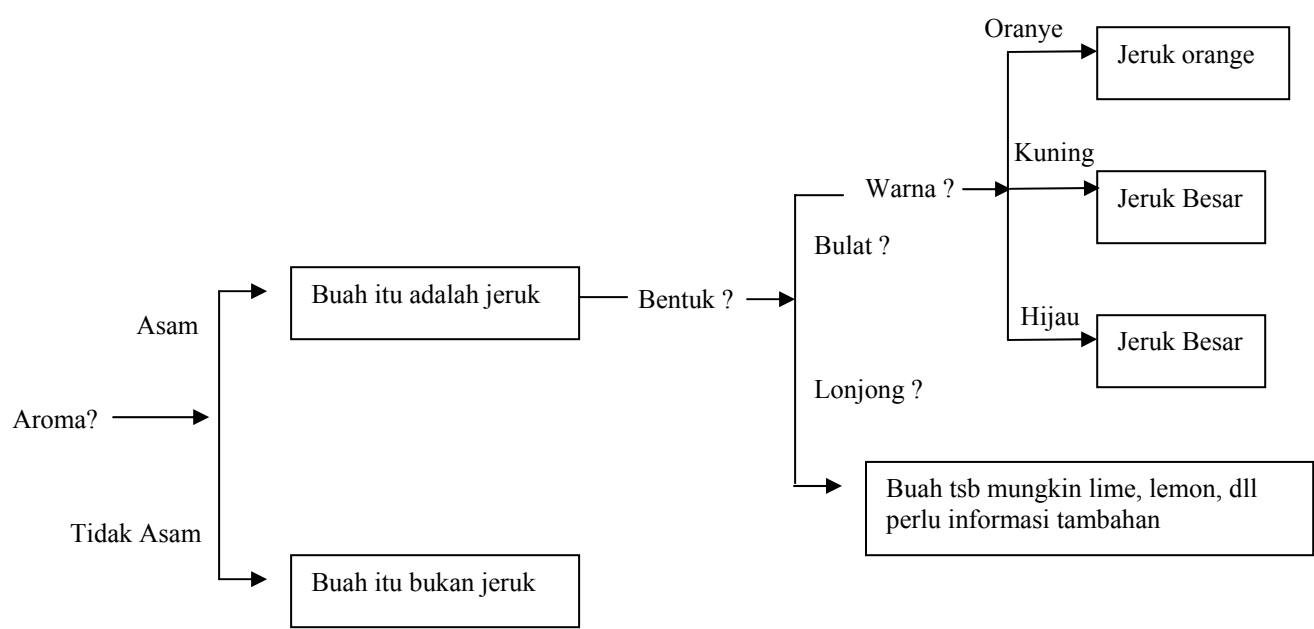 Oranye
Jeruk orange
Kuning
Warna ?
Jeruk Besar
Bulat ?
Buah itu adalah jeruk
Bentuk ?
Hijau
Asam
Jeruk Besar
Lonjong ?
Aroma?
Buah tsb mungkin lime, lemon, dll
perlu informasi tambahan
Tidak Asam
Buah itu bukan jeruk